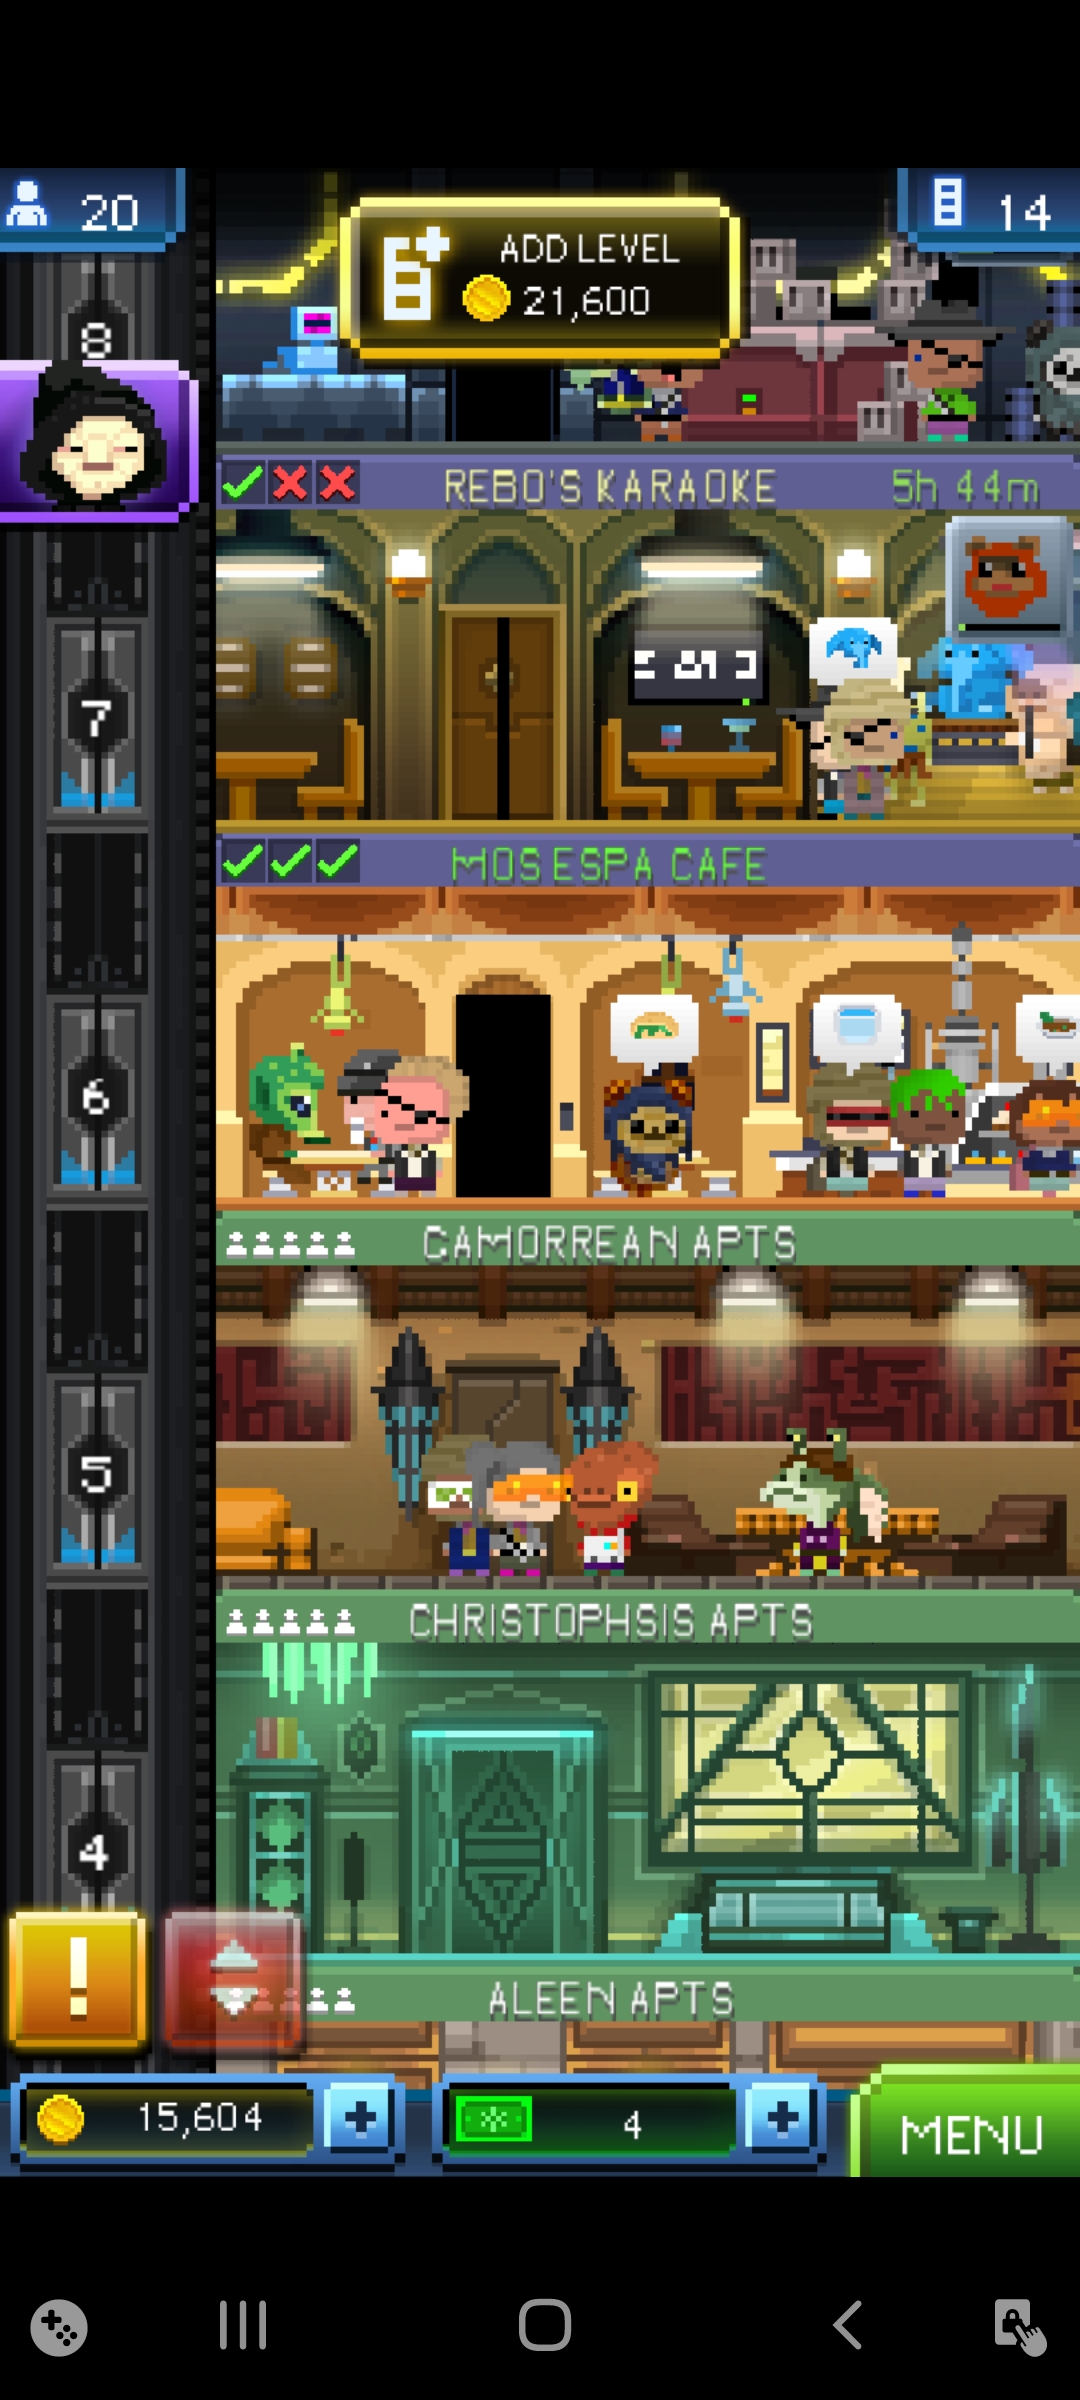 20
ADD LEVEL
21,600
14
8
REBO'S KARAOKE
5h 44m
7
MOS ESPA CAFE
6
CAMORREAN APTS
5
CHRISTOPHSIS APTS
4
!
ALEEN APTS
15,604
+
4
+
MENU